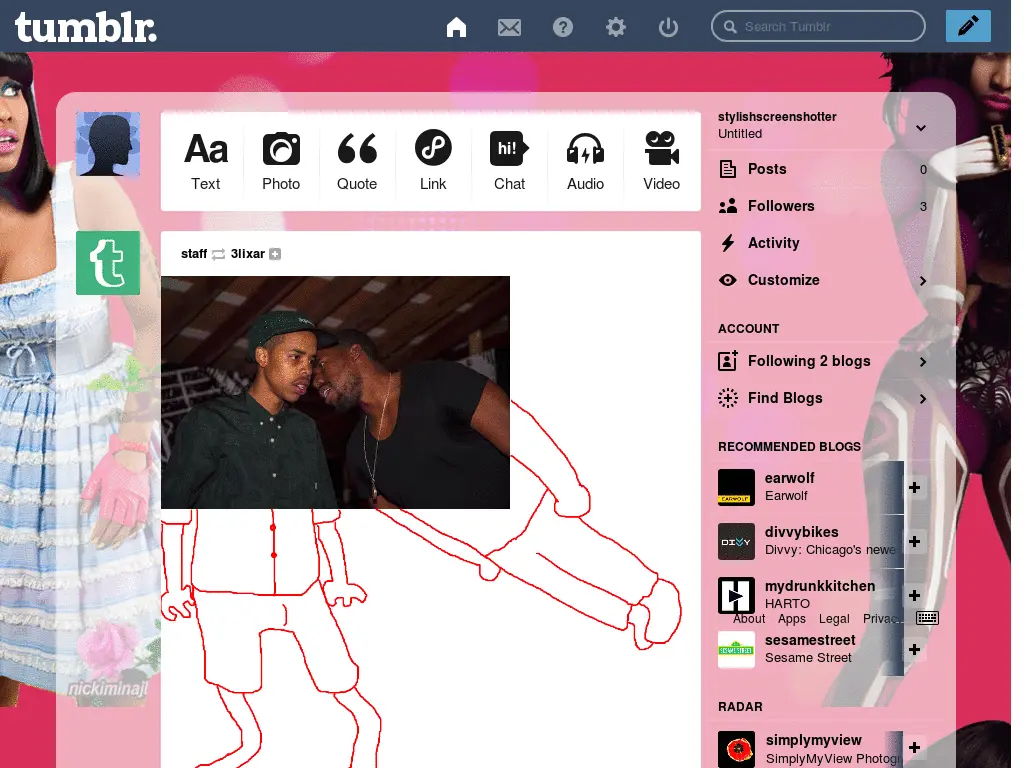 tumblr.
Search Tumblr
Aa
hi!
Text
Photo
Quote
Link
Chat
Audio
Video
staff 3lixar
stylishscreenshotter
Untitled
Posts 0
Followers 3
Activity
Customize
ACCOUNT
Following 2 blogs
Find Blogs
RECOMMENDED BLOGS
EARWOLF
earwolf
Earwolf
DIVVY
divvybikes
Divvy: Chicago's newe
mydrunkkitchen
HARTO
About Apps Legal Privac
SESAME STREET
sesamestreet
Sesame Street
RADAR
simplymyview
SimplyMyView Photogr
nickiminajl